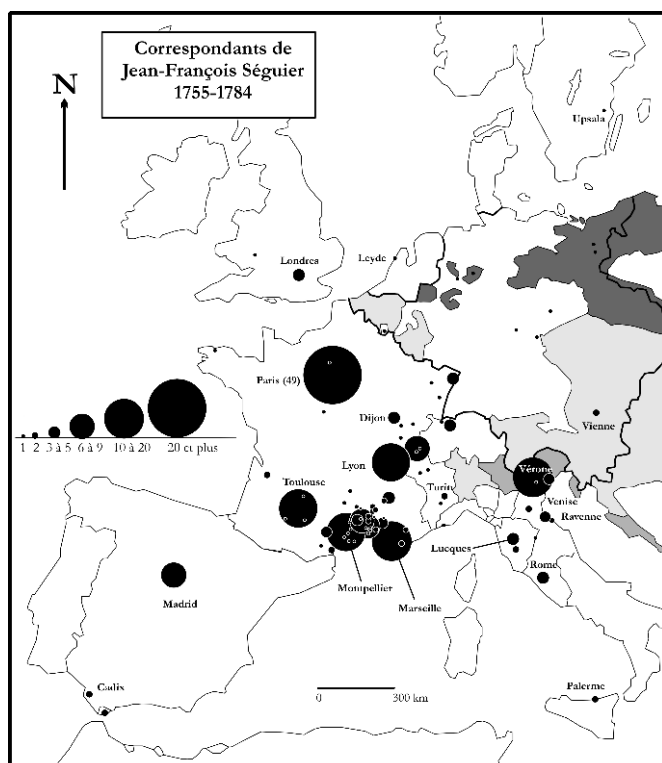 Correspondants de
Jean-François Séguier
1755-1784
N
Upsala
Londres
Leyde
Paris (49)
Dijon
Vienne
1 2 3 à 5 6 à 9 10 à 20 20 et plus
Lyon
Vérone
Toulouse
Turin
Venise
Ravenne
Lucques
Rome
Montpellier
Madrid
Marseille
Cadix
0 300 km
Palerme